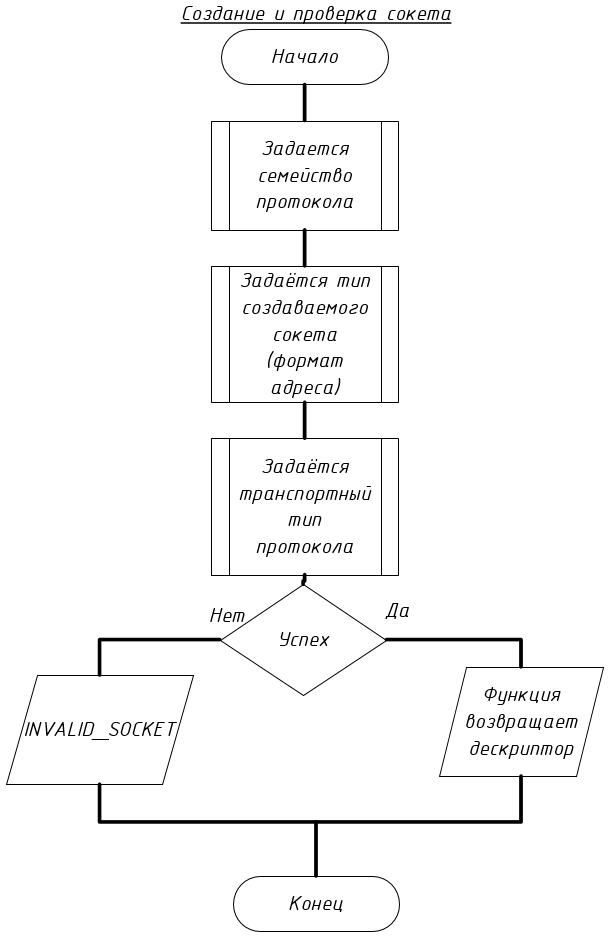 Создание и проверка сокета
Начало
Задается
семейство
протокола
Задаётся тип
создаваемого
сокета
(формат
адреса)
Задаётся
транспортный
тип
протокола
Нет
Да
Успех
INVALID_SOCKET
Функция
возвращает
дескриптор
Конец